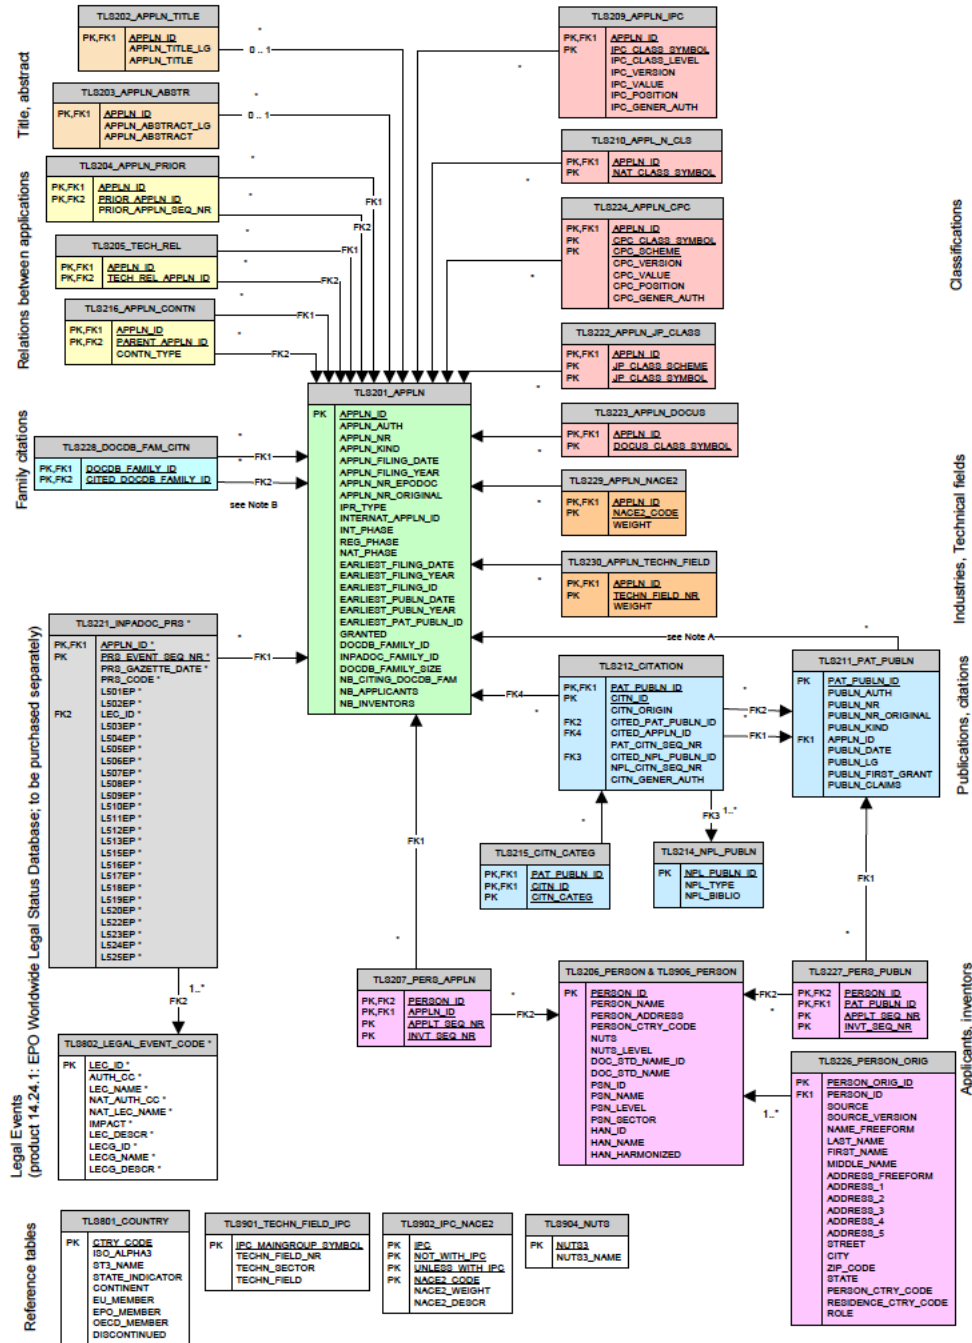 Title, abstract
TLS202_APPLN_TITLE
PK,FK1 APPLN_ID
APPLN_TITLE_LG
APPLN_TITLE
*
0 .. 1
TLS203_APPLN_ABSTR
PK,FK1 APPLN_ID
APPLN_ABSTRACT_LG
APPLN_ABSTRACT
*
0 .. 1
Relations between applications
TLS204_APPLN_PRIOR
PK,FK1 APPLN_ID
PK,FK2 PRIOR_APPLN_ID
PRIOR_APPLN_SEQ_NR
*
FK1
*
FK2
TLS205_TECH_REL
PK,FK1 APPLN_ID
PK,FK2 TECH_REL_APPLN_ID
*
FK1
*
FK2
TLS216_APPLN_CONTN
PK,FK1 APPLN_ID
PK,FK2 PARENT_APPLN_ID
CONTN_TYPE
*
FK1
*
FK2
Classifications
TLS209_APPLN_IPC
PK,FK1 APPLN_ID
PK IPC_CLASS_SYMBOL
IPC_CLASS_LEVEL
IPC_VERSION
IPC_VALUE
IPC_POSITION
IPC_GENER_AUTH
*
TLS210_APPL_N_CLS
PK,FK1 APPLN_ID
PK NAT_CLASS_SYMBOL
*
TLS224_APPLN_CPC
PK,FK1 APPLN_ID
PK CPC_CLASS_SYMBOL
PK CPC_SCHEME
CPC_VERSION
CPC_VALUE
CPC_POSITION
CPC_GENER_AUTH
*
TLS222_APPLN_JP_CLASS
PK,FK1 APPLN_ID
PK JP_CLASS_SCHEME
PK JP_CLASS_SYMBOL
*
TLS223_APPLN_DOCUS
PK,FK1 APPLN_ID
PK DOCUS_CLASS_SYMBOL
*
TLS201_APPLN
PK APPLN_ID
APPLN_AUTH
APPLN_NR
APPLN_KIND
APPLN_FILING_DATE
APPLN_FILING_YEAR
APPLN_NR_EPODOC
APPLN_NR_ORIGINAL
IPR_TYPE
INTERNAT_APPLN_ID
INT_PHASE
REG_PHASE
NAT_PHASE
EARLIEST_FILING_DATE
EARLIEST_FILING_YEAR
EARLIEST_FILING_ID
EARLIEST_PUBLN_DATE
EARLIEST_PUBLN_YEAR
EARLIEST_PAT_PUBLN_ID
GRANTED
DOCDB_FAMILY_ID
INPADOC_FAMILY_ID
DOCDB_FAMILY_SIZE
NB_CITING_DOCDB_FAM
NB_APPLICANTS
NB_INVENTORS
Family citations
TLS228_DOCDB_FAM_CITN
PK,FK1 DOCDB_FAMILY_ID
PK,FK2 CITED_DOCDB_FAMILY_ID
*
FK1
*
FK2
see Note B
Industries, Technical fields
TLS229_APPLN_NACE2
PK,FK1 APPLN_ID
PK NACE2_CODE
WEIGHT
*
TLS230_APPLN_TECHN_FIELD
PK,FK1 APPLN_ID
PK TECHN_FIELD_NR
WEIGHT
*
Legal Events
(product 14.24.1: EPO Worldwide Legal Status Database; to be purchased separately)
TLS221_INPADOC_PRS *
PK,FK1 APPLN_ID *
PK PRS_EVENT_SEQ_NR *
PRS_GAZETTE_DATE *
PRS_CODE *
L501EP *
L502EP *
FK2 LEC_ID *
L503EP *
L504EP *
L505EP *
L506EP *
L507EP *
L508EP *
L509EP *
L510EP *
L511EP *
L512EP *
L513EP *
L515EP *
L516EP *
L517EP *
L518EP *
L519EP *
L520EP *
L522EP *
L523EP *
L524EP *
L525EP *
*
FK1
1..*
FK2
TLS802_LEGAL_EVENT_CODE *
PK LEC_ID *
AUTH_CC *
LEC_NAME *
NAT_AUTH_CC *
NAT_LEC_NAME *
IMPACT *
LEC_DESCR *
LECG_ID *
LECG_NAME *
LECG_DESCR *
Publications, citations
see Note A
*
TLS212_CITATION
PK,FK1 PAT_PUBLN_ID
PK CITN_ID
CITN_ORIGIN
FK2 CITED_PAT_PUBLN_ID
FK4 CITED_APPLN_ID
PAT_CITN_SEQ_NR
FK3 CITED_NPL_PUBLN_ID
NPL_CITN_SEQ_NR
CITN_GENER_AUTH
FK4
*
*
FK2
*
FK1
TLS211_PAT_PUBLN
PK PAT_PUBLN_ID
PUBLN_AUTH
PUBLN_NR
PUBLN_NR_ORIGINAL
PUBLN_KIND
FK1 APPLN_ID
PUBLN_DATE
PUBLN_LG
PUBLN_FIRST_GRANT
PUBLN_CLAIMS
*
FK3
1..*
TLS215_CITN_CATEG
PK,FK1 PAT_PUBLN_ID
PK,FK1 CITN_ID
PK CITN_CATEG
TLS214_NPL_PUBLN
PK NPL_PUBLN_ID
NPL_TYPE
NPL_BIBLIO
FK1
*
FK1
*
Applicants, inventors
TLS207_PERS_APPLN
PK,FK2 PERSON_ID
PK,FK1 APPLN_ID
PK APPLT_SEQ_NR
PK INVT_SEQ_NR
*
FK2
TLS206_PERSON & TLS906_PERSON
PK PERSON_ID
PERSON_NAME
PERSON_ADDRESS
PERSON_CTRY_CODE
NUTS
NUTS_LEVEL
DOC_STD_NAME_ID
DOC_STD_NAME
PSN_ID
PSN_NAME
PSN_LEVEL
PSN_SECTOR
HAN_ID
HAN_NAME
HAN_HARMONIZED
FK2
*
TLS227_PERS_PUBLN
PK,FK2 PERSON_ID
PK,FK1 PAT_PUBLN_ID
PK APPLT_SEQ_NR
PK INVT_SEQ_NR
1..*
TLS226_PERSON_ORIG
PK PERSON_ORIG_ID
FK1 PERSON_ID
SOURCE
SOURCE_VERSION
NAME_FREEFORM
LAST_NAME
FIRST_NAME
MIDDLE_NAME
ADDRESS_FREEFORM
ADDRESS_1
ADDRESS_2
ADDRESS_3
ADDRESS_4
ADDRESS_5
STREET
CITY
ZIP_CODE
STATE
PERSON_CTRY_CODE
RESIDENCE_CTRY_CODE
ROLE
Reference tables
TLS801_COUNTRY
PK CTRY_CODE
ISO_ALPHA3
ST3_NAME
STATE_INDICATOR
CONTINENT
EU_MEMBER
EPO_MEMBER
OECD_MEMBER
DISCONTINUED
TLS901_TECHN_FIELD_IPC
PK IPC_MAINGROUP_SYMBOL
TECHN_FIELD_NR
TECHN_SECTOR
TECHN_FIELD
TLS902_IPC_NACE2
PK IPC
PK NOT_WITH_IPC
PK UNLESS_WITH_IPC
PK NACE2_CODE
NACE2_WEIGHT
NACE2_DESCR
TLS904_NUTS
PK NUTS3
NUTS3_NAME